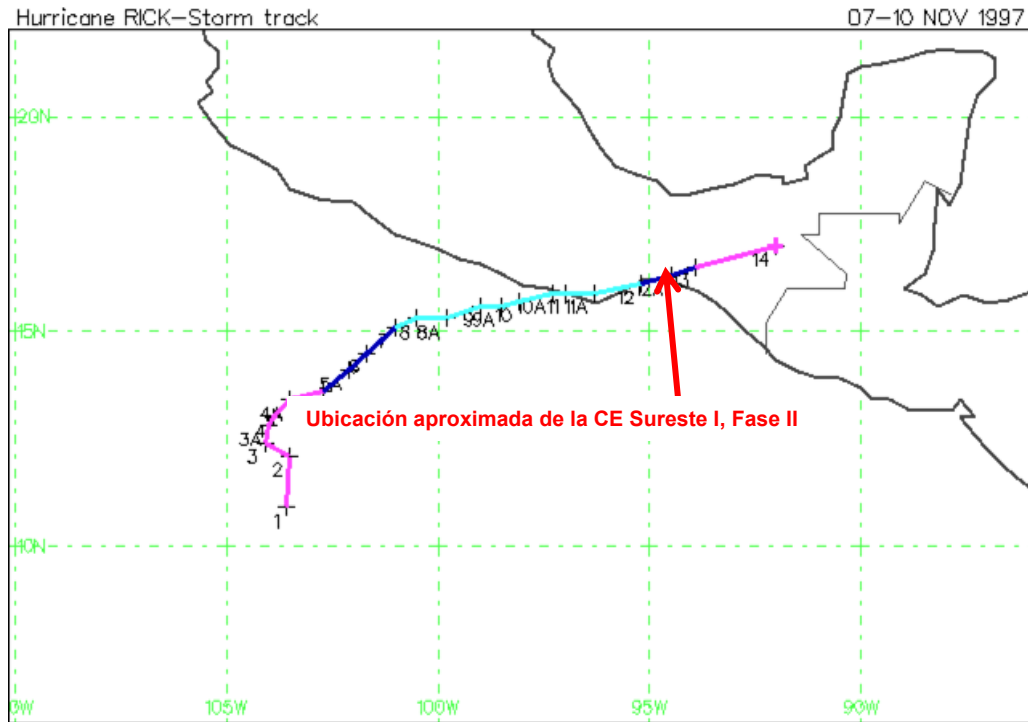 Hurricane RICK-Storm track 07-10 NOV 1997
20N
14
13
12
11A
11
10A
10
9A
9
15N
8A
8
5A
4A
4
3A
3
2
Ubicación aproximada de la CE Sureste I, Fase II
1
10N
105W 100W 95W 90W